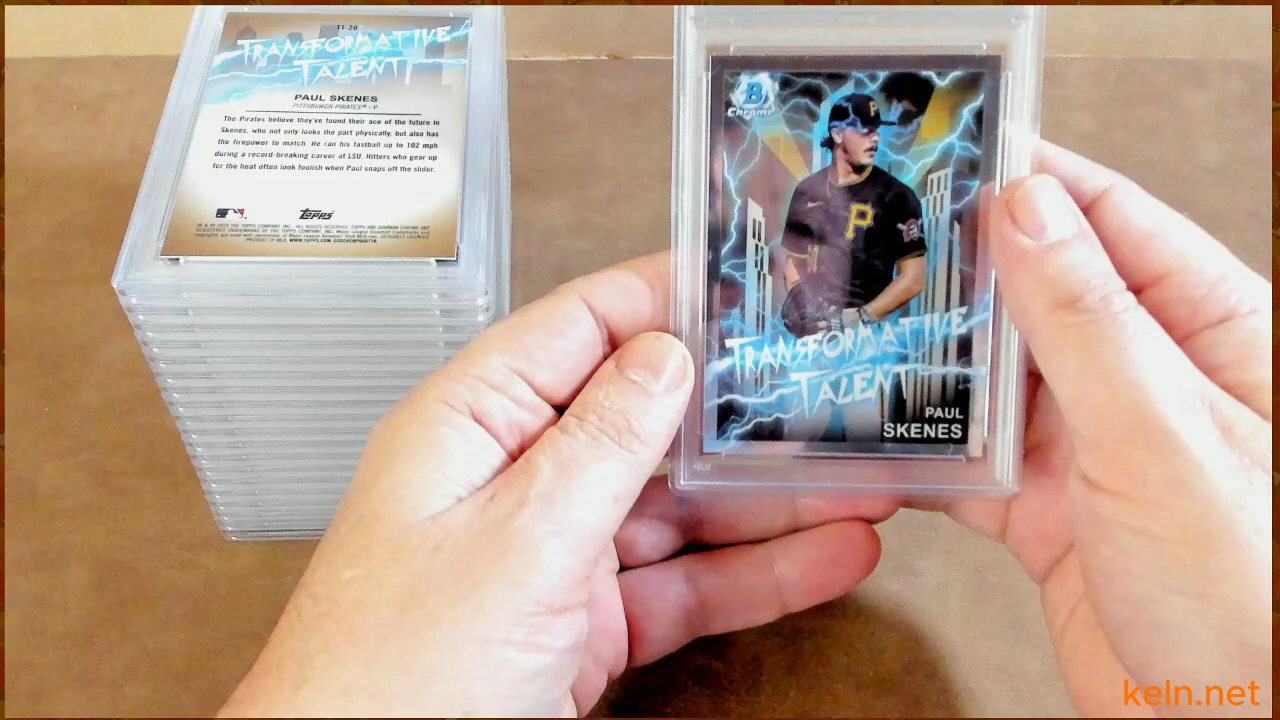 TI-20
TRANSFORMATIVE
TALENT
PAUL SKENES
PITTSBURGH PIRATES® - P
The Pirates believe they've found their ace of the future in
Skenes, who not only looks the part physically, but also has
the firepower to match. He ran his fastball up to 102 mph
during a record-breaking career at LSU. Hitters who gear up
for the heat often look foolish when Paul snaps off the slider.
Topps
B
Chrome
P
P
TRANSFORMATIVE
TALENT
PAUL
SKENES
keln.net